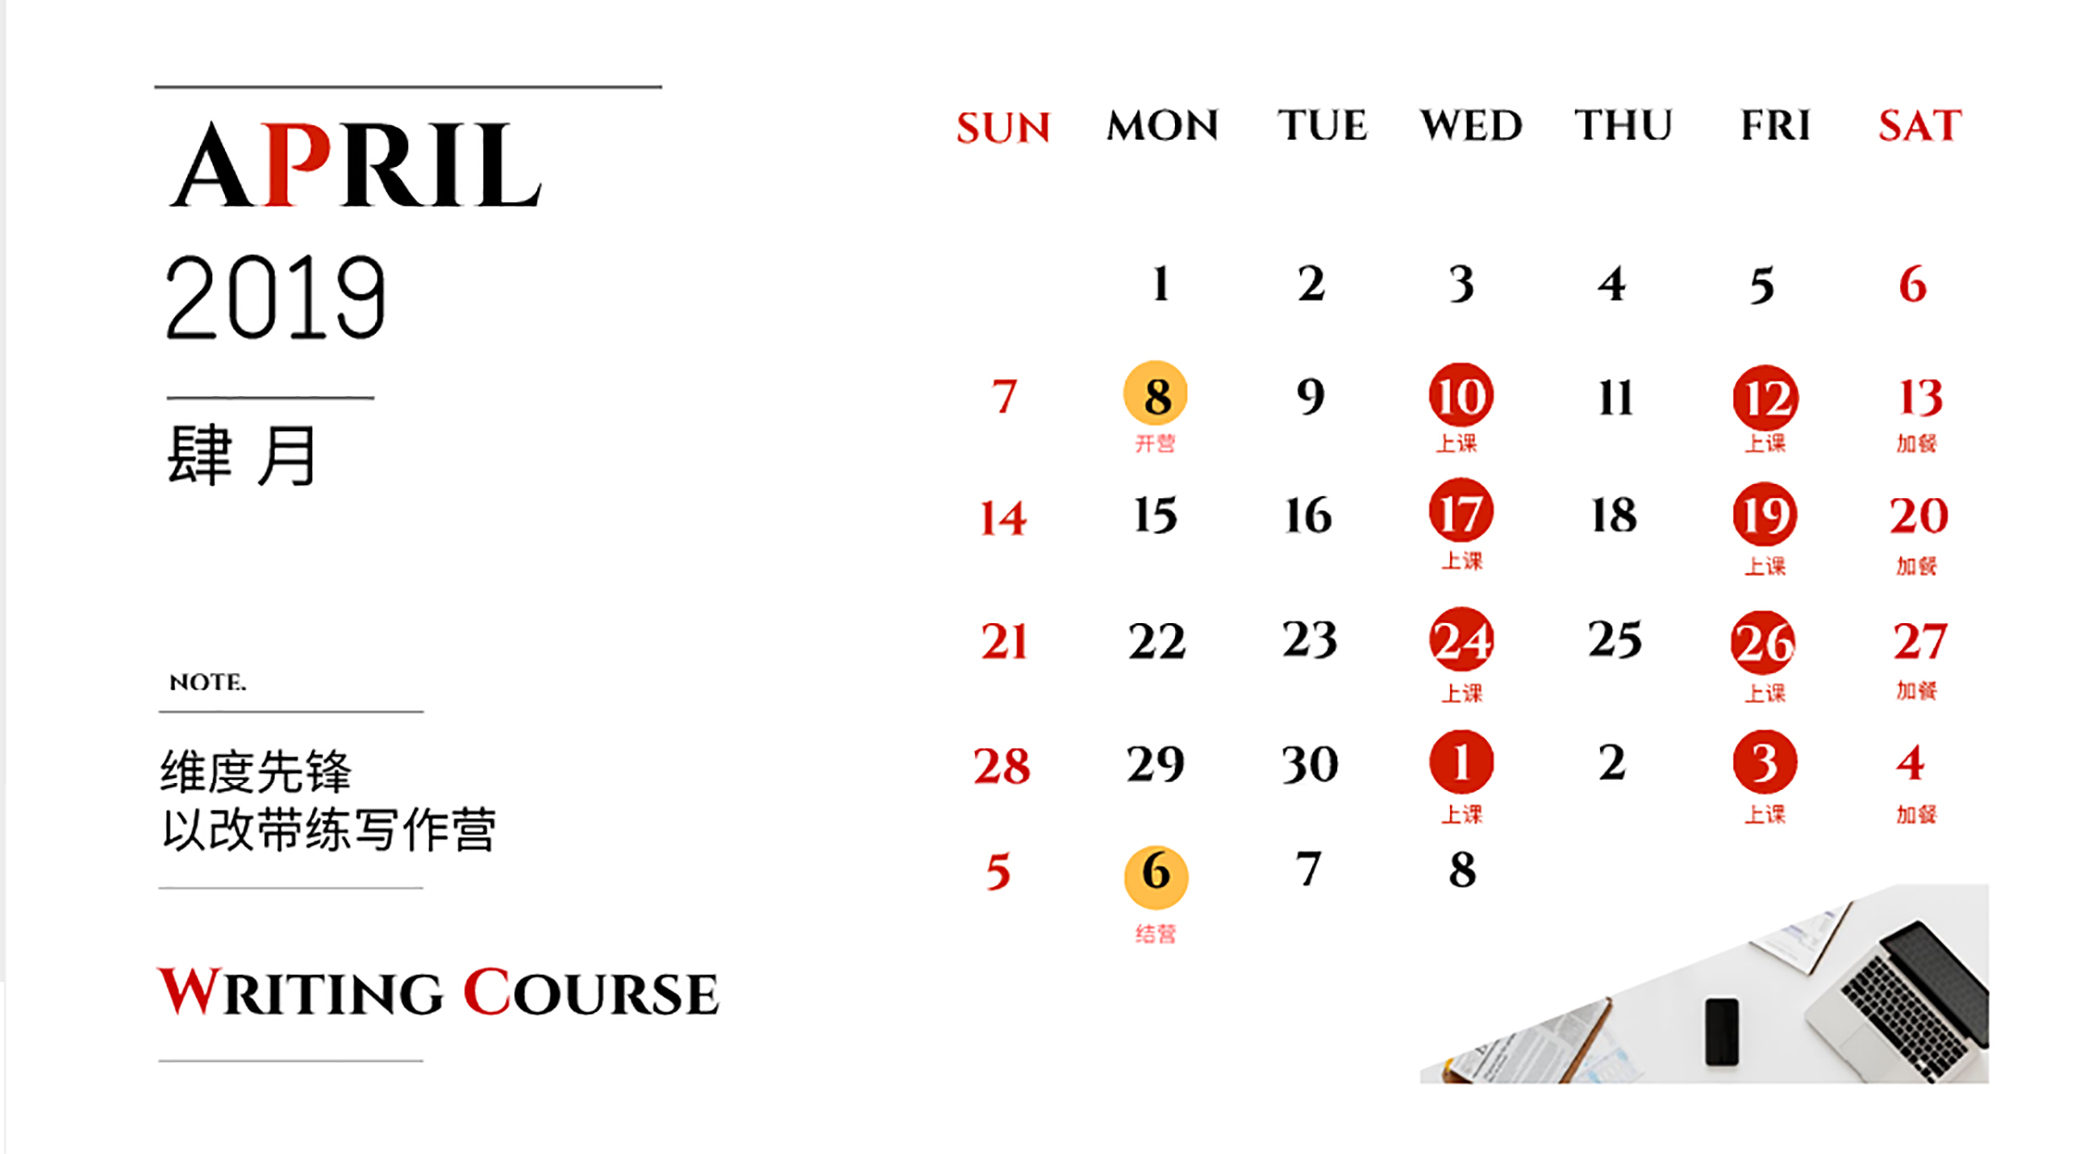 APRIL
2019
肆 月
NOTE.
维度先锋
以改带练写作营
WRITING COURSE
SUN MON TUE WED THU FRI SAT
1 2 3 4 5 6
7 8 9 10 11 12 13
开营 上课 上课 加餐
14 15 16 17 18 19 20
上课 上课 加餐
21 22 23 24 25 26 27
上课 上课 加餐
28 29 30 1 2 3 4
上课 上课 加餐
5 6 7 8
结营